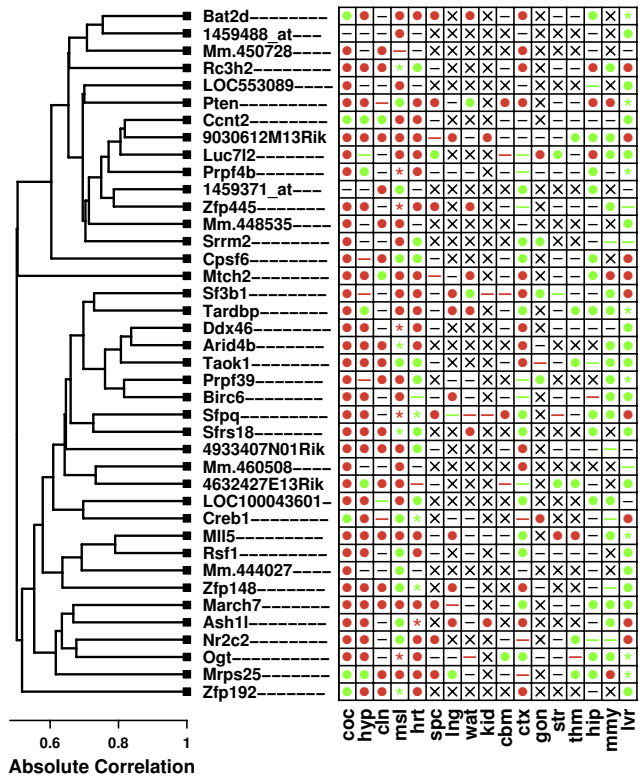 Bat2d
1459488_at
Mm.450728
Rc3h2
LOC553089
Pten
Ccnt2
9030612M13Rik
Luc7l2
Prpf4b
1459371_at
Zfp445
Mm.448535
Srrm2
Cpsf6
Mtch2
Sf3b1
Tardbp
Ddx46
Arid4b
Taok1
Prpf39
Birc6
Sfpq
Sfrs18
4933407N01Rik
Mm.460508
4632427E13Rik
LOC100043601
Creb1
Mll5
Rsf1
Mm.444027
Zfp148
March7
Ash1l
Nr2c2
Ogt
Mrps25
Zfp192
coc hyp cln msl hrt spc lng wat kid cbm ctx gon str thm hip mmy lvr
0.6 0.8 1
Absolute Correlation